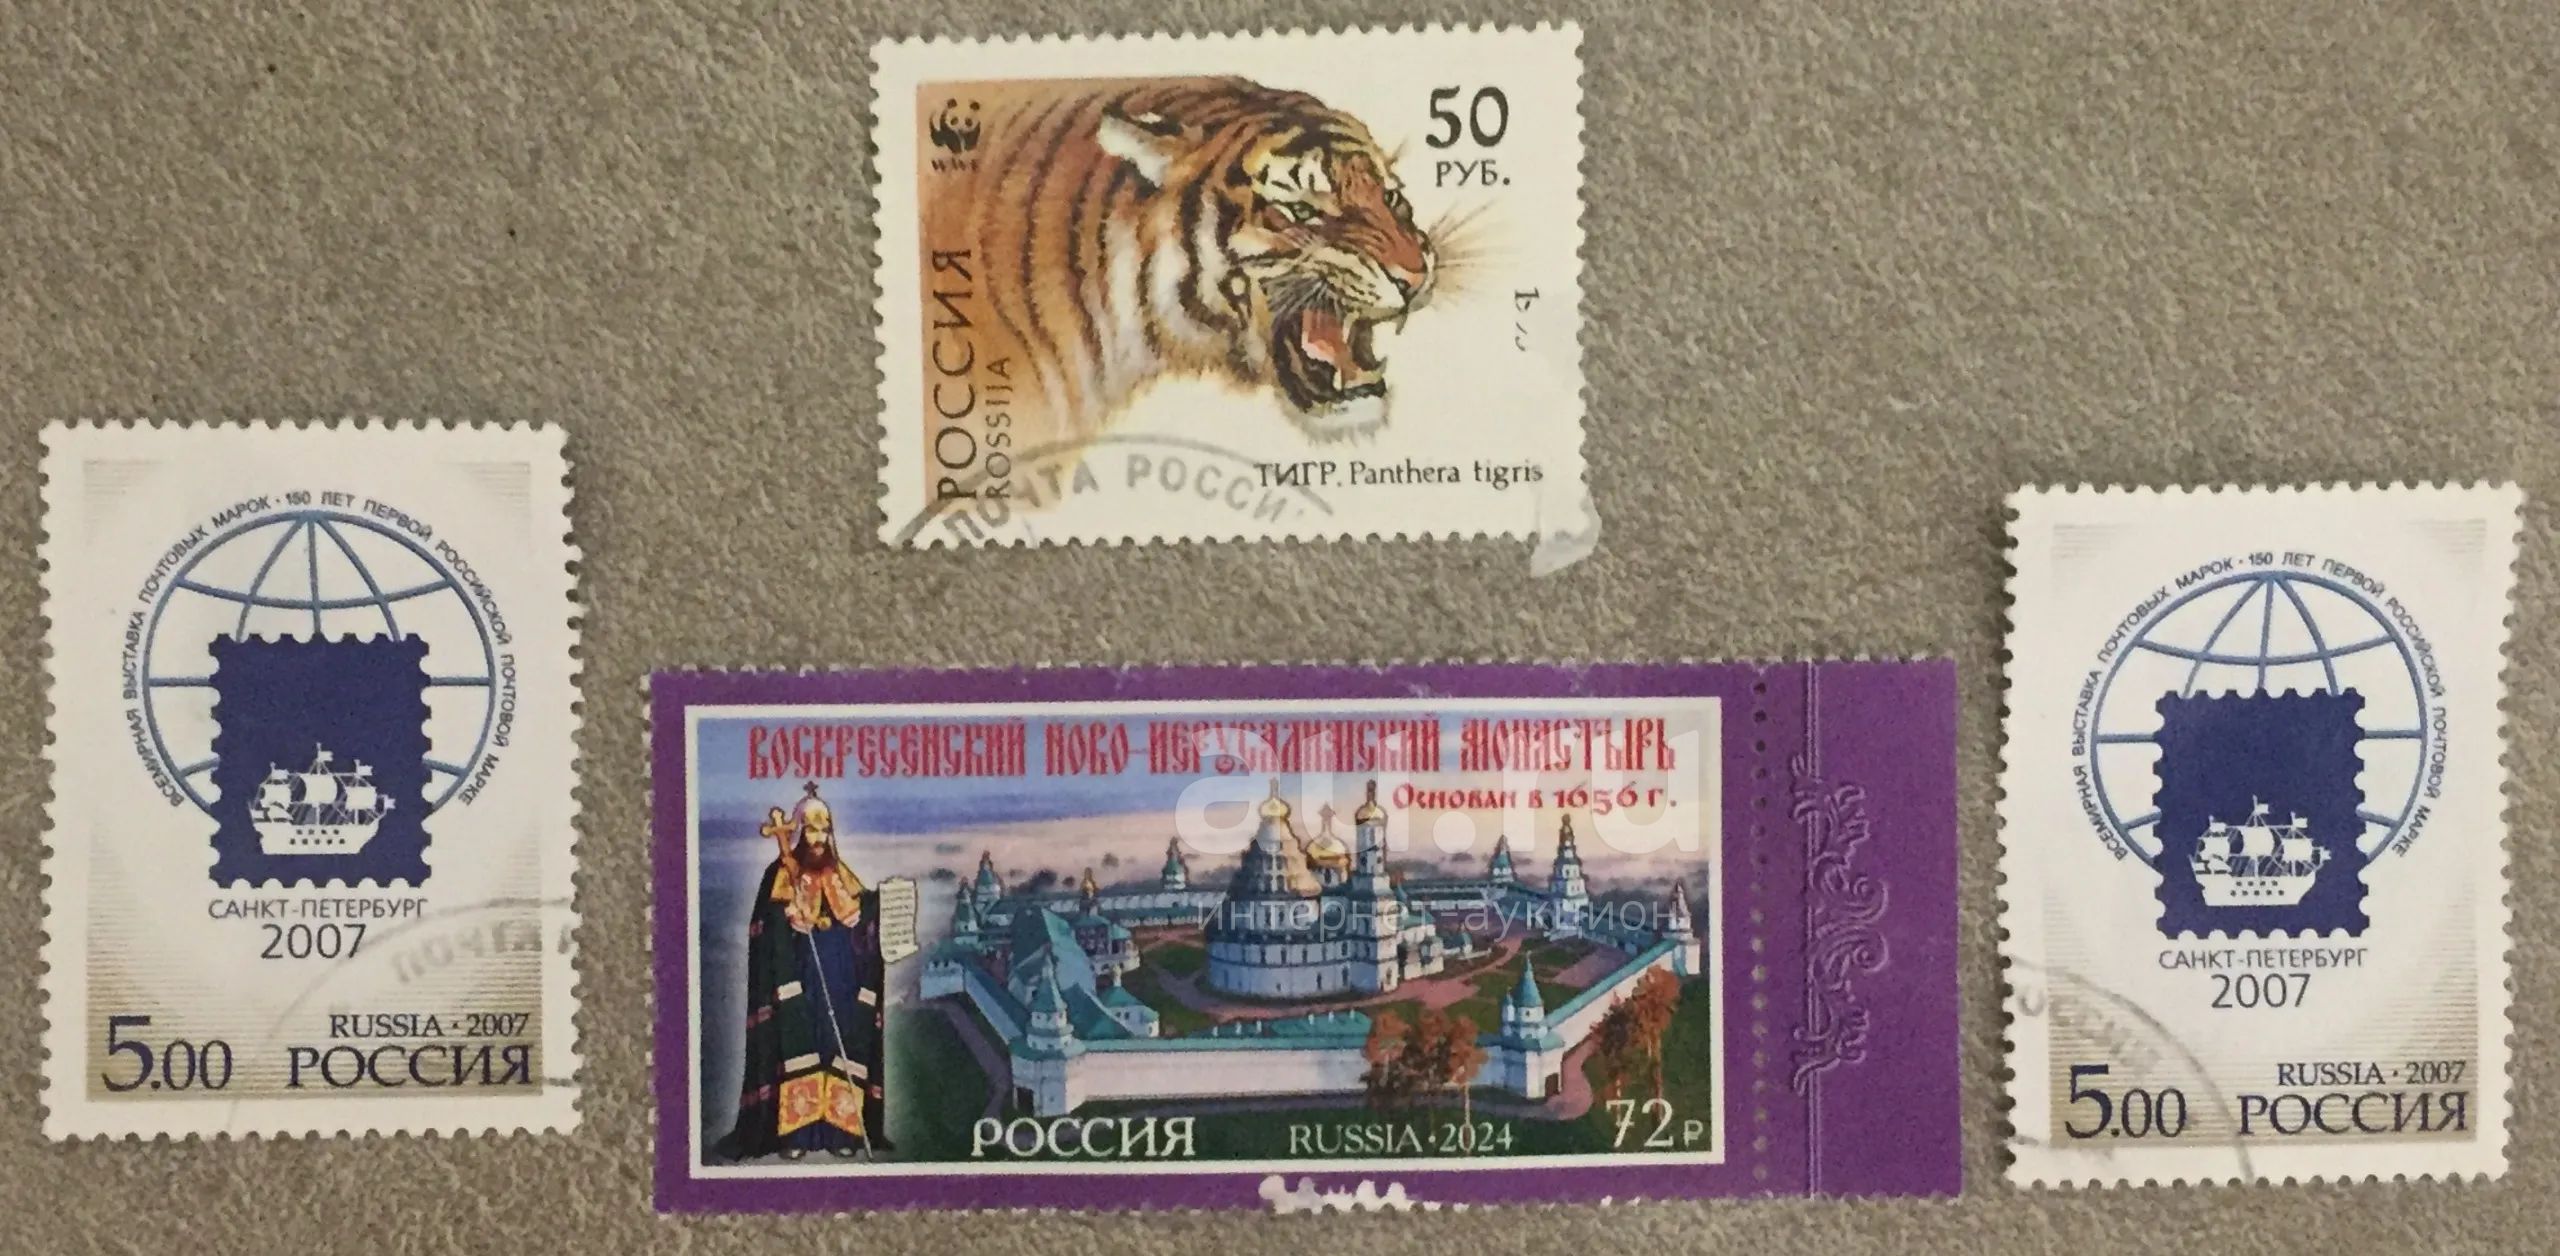 WWF
50
РУБ.
РОССИЯ
ROSSIJA
ТИГР. Panthera tigris
ПОЧТА РОССИ
ВСЕМИРНАЯ ВЫСТАВКА ПОЧТОВЫХ МАРОК · 150 ЛЕТ ПЕРВОЙ РОССИЙСКОЙ ПОЧТОВОЙ МАРКЕ
САНКТ-ПЕТЕРБУРГ
2007
ПОЧТА Р
RUSSIA · 2007
5.00 РОССИЯ
ВОСКРЕСЕНСКИЙ НОВО-ИЕРУСАЛИМСКИЙ МОНАСТЫРЬ
Основан в 1656 г.
au.ru
интернет-аукцион
РОССИЯ RUSSIA · 2024 72 Р
ВСЕМИРНАЯ ВЫСТАВКА ПОЧТОВЫХ МАРОК · 150 ЛЕТ ПЕРВОЙ РОССИЙСКОЙ ПОЧТОВОЙ МАРКЕ
САНКТ-ПЕТЕРБУРГ
2007
ОССИИ
RUSSIA · 2007
5.00 РОССИЯ